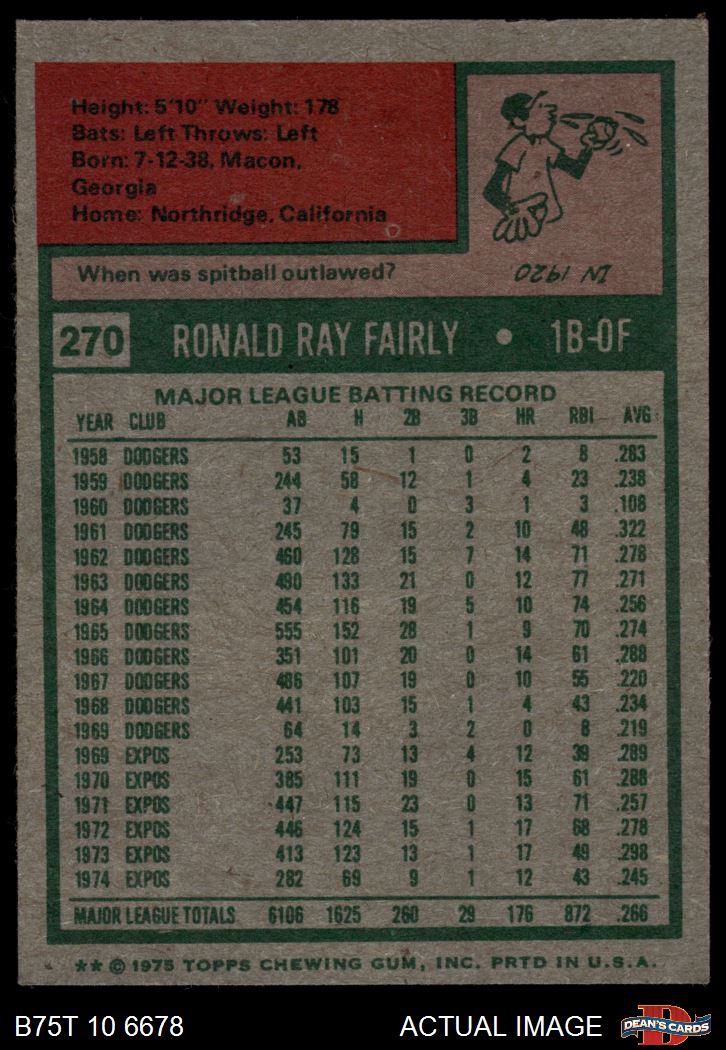 Height: 5'10" Weight: 178
Bats: Left Throws: Left
Born: 7-12-38, Macon,
Georgia
Home: Northridge, California
When was spitball outlawed?
IN 1920
270 RONALD RAY FAIRLY • 1B-OF
MAJOR LEAGUE BATTING RECORD
YEAR CLUB AB H 2B 3B HR RBI AVG
1958 DODGERS 53 15 1 0 2 8 .283
1959 DODGERS 244 58 12 1 4 23 .238
1960 DODGERS 37 4 0 3 1 3 .108
1961 DODGERS 245 79 15 2 10 48 .322
1962 DODGERS 460 128 15 7 14 71 .278
1963 DODGERS 490 133 21 0 12 77 .271
1964 DODGERS 454 116 19 5 10 74 .256
1965 DODGERS 555 152 28 1 9 70 .274
1966 DODGERS 351 101 20 0 14 61 .288
1967 DODGERS 486 107 19 0 10 55 .220
1968 DODGERS 441 103 15 1 4 43 .234
1969 DODGERS 64 14 3 2 0 8 .219
1969 EXPOS 253 73 13 4 12 39 .289
1970 EXPOS 385 111 19 0 15 61 .288
1971 EXPOS 447 115 23 0 13 71 .257
1972 EXPOS 446 124 15 1 17 68 .278
1973 EXPOS 413 123 13 1 17 49 .298
1974 EXPOS 282 69 9 1 12 43 .245
MAJOR LEAGUE TOTALS 6106 1625 260 29 176 872 .266
** © 1975 TOPPS CHEWING GUM, INC. PRTD IN U.S.A.
B75T 10 6678 ACTUAL IMAGE
D
DEAN'S CARDS